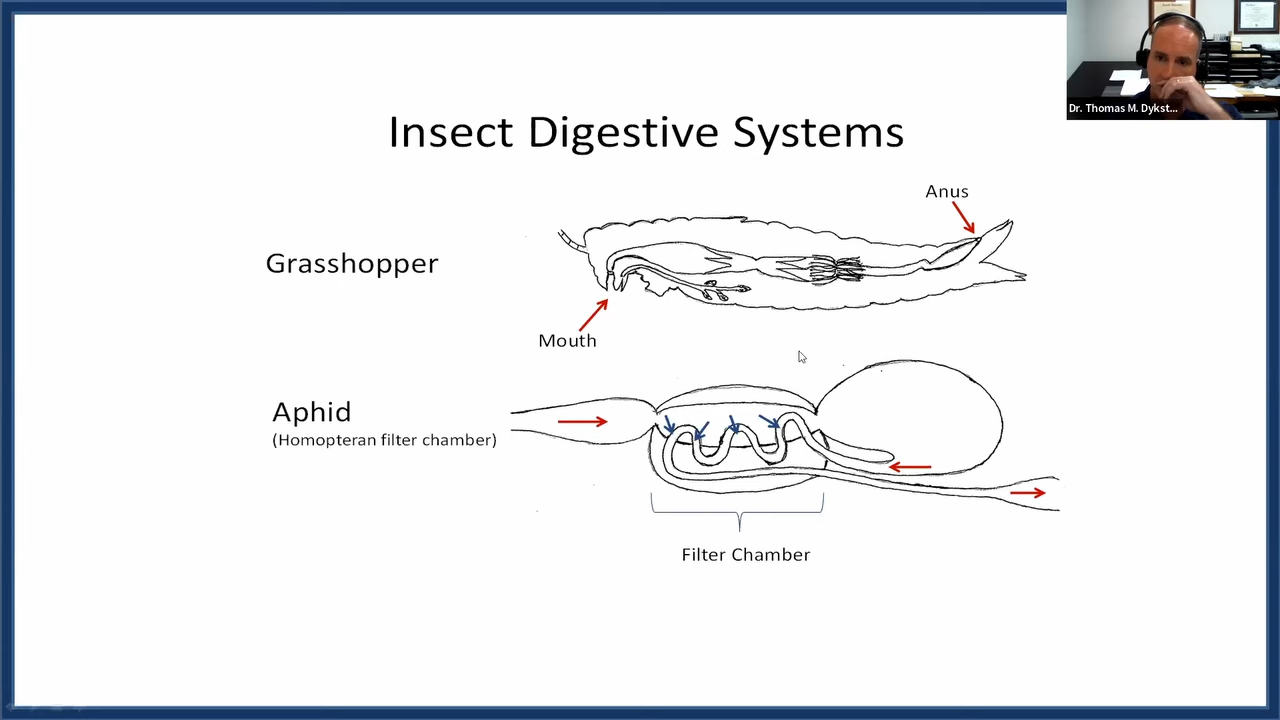 Dr. Thomas M. Dykst...
Insect Digestive Systems
Anus
Grasshopper
Mouth
Aphid
(Homopteran filter chamber)
Filter Chamber